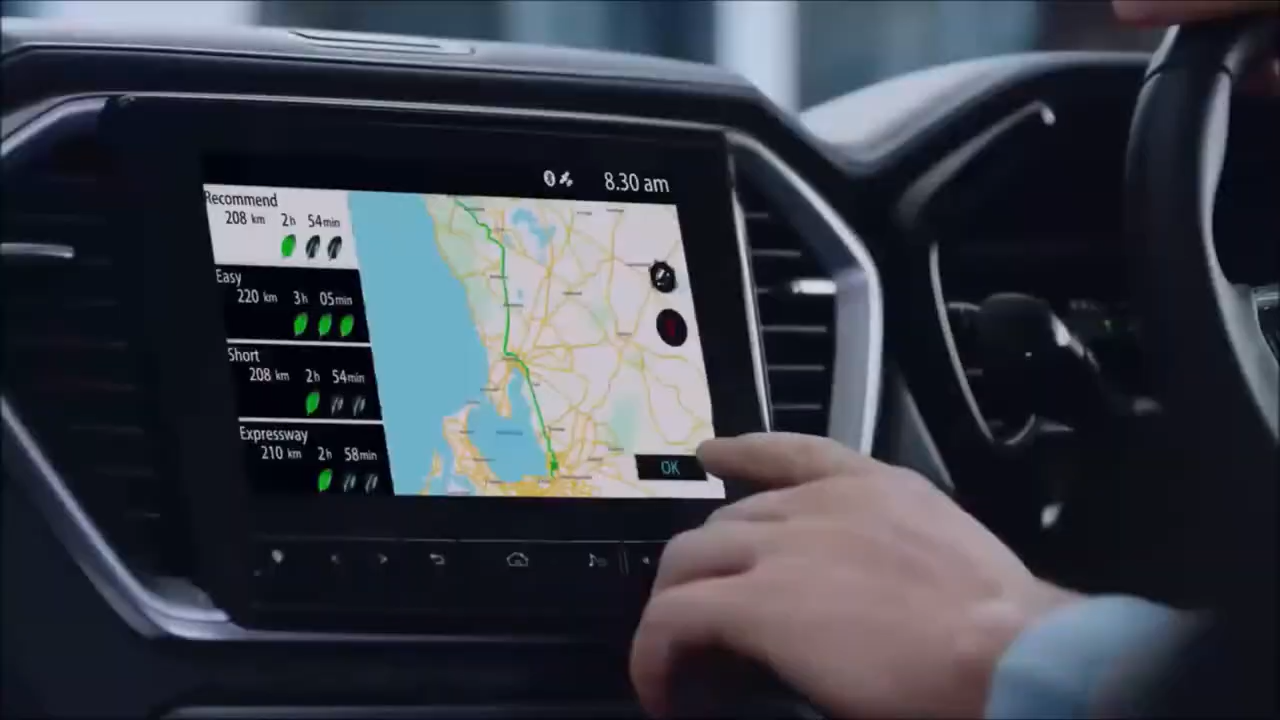 8.30 am
Recommend
208 km 2h 54min
Easy
220 km 3h 05min
Short
208 km 2h 54min
Expressway
210 km 2h 58min
OK